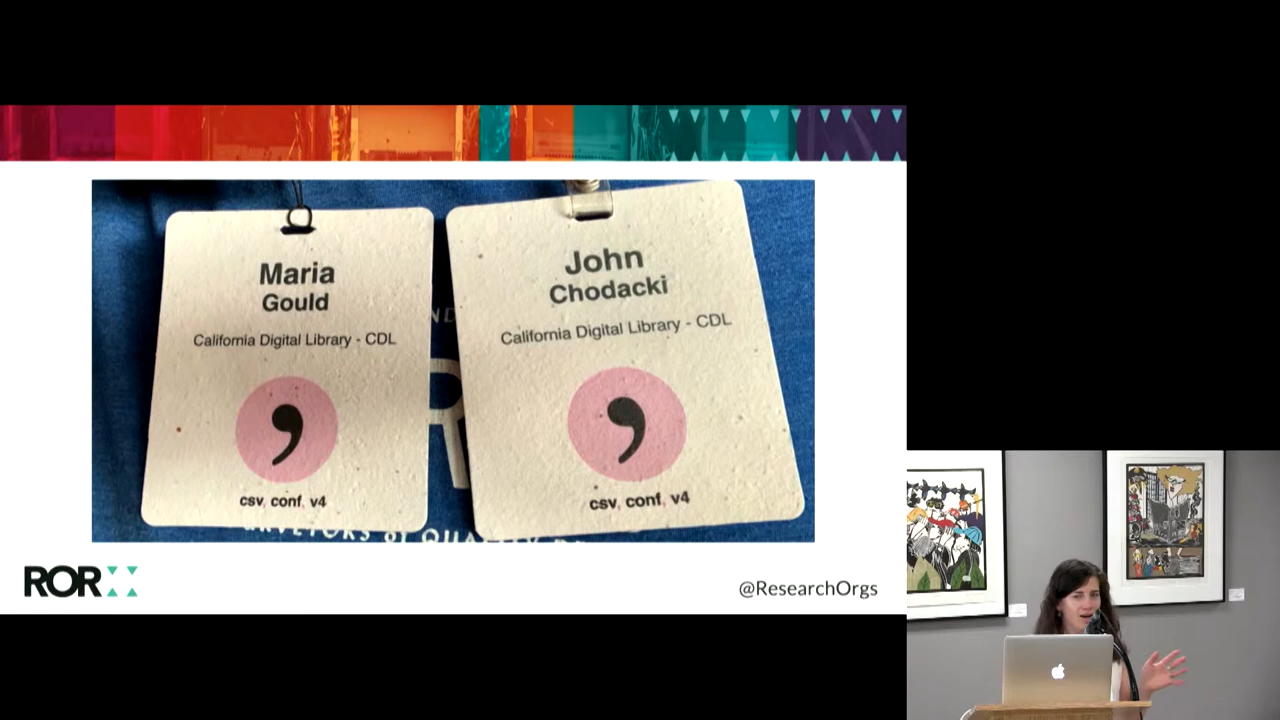 Maria
Gould
California Digital Library - CDL
csv, conf, v4
John
Chodacki
California Digital Library - CDL
csv, conf, v4
ROR
@ResearchOrgs